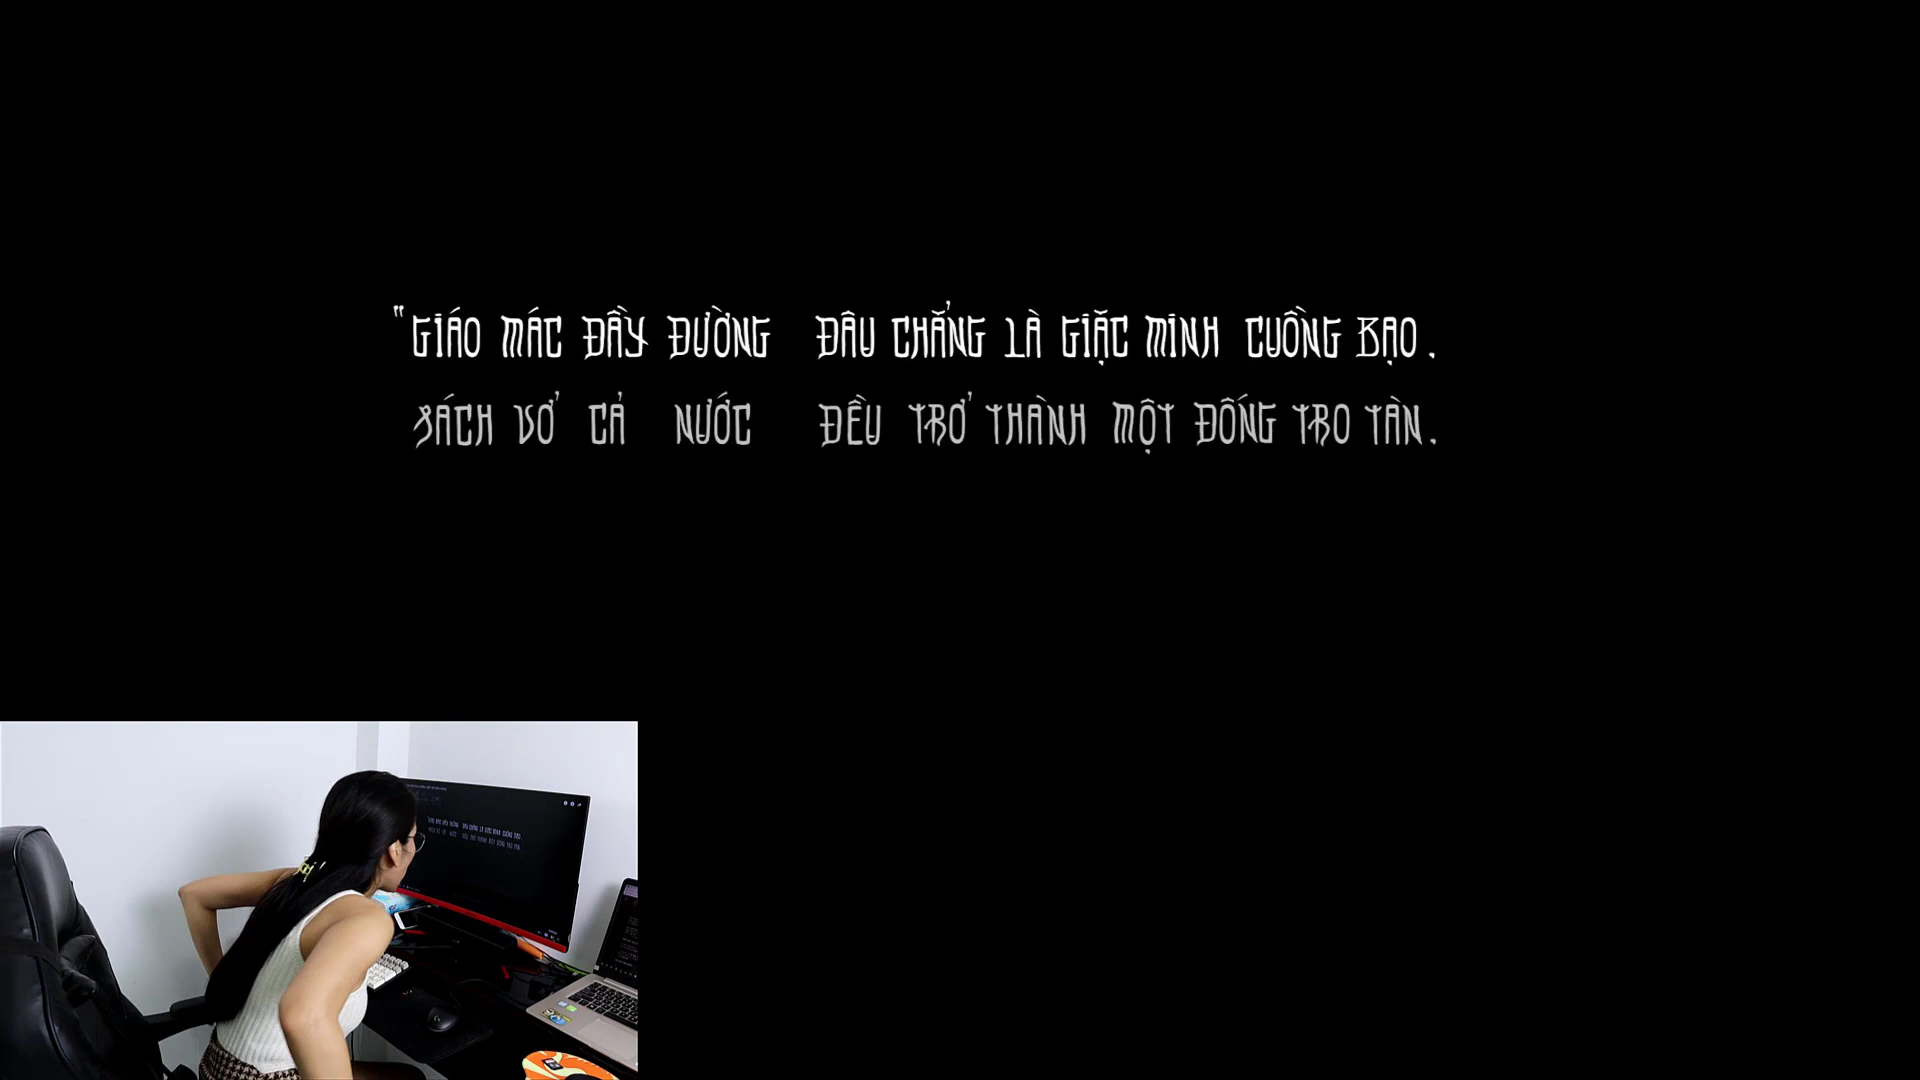 “GIÁO MÁC ĐẦY ĐƯỜNG ĐÂU CHẲNG LÀ GIẶC MINH CUỒNG BẠO.
SÁCH VỞ CẢ NƯỚC ĐỀU TRỞ THÀNH MỘT ĐỐNG TRO TÀN.